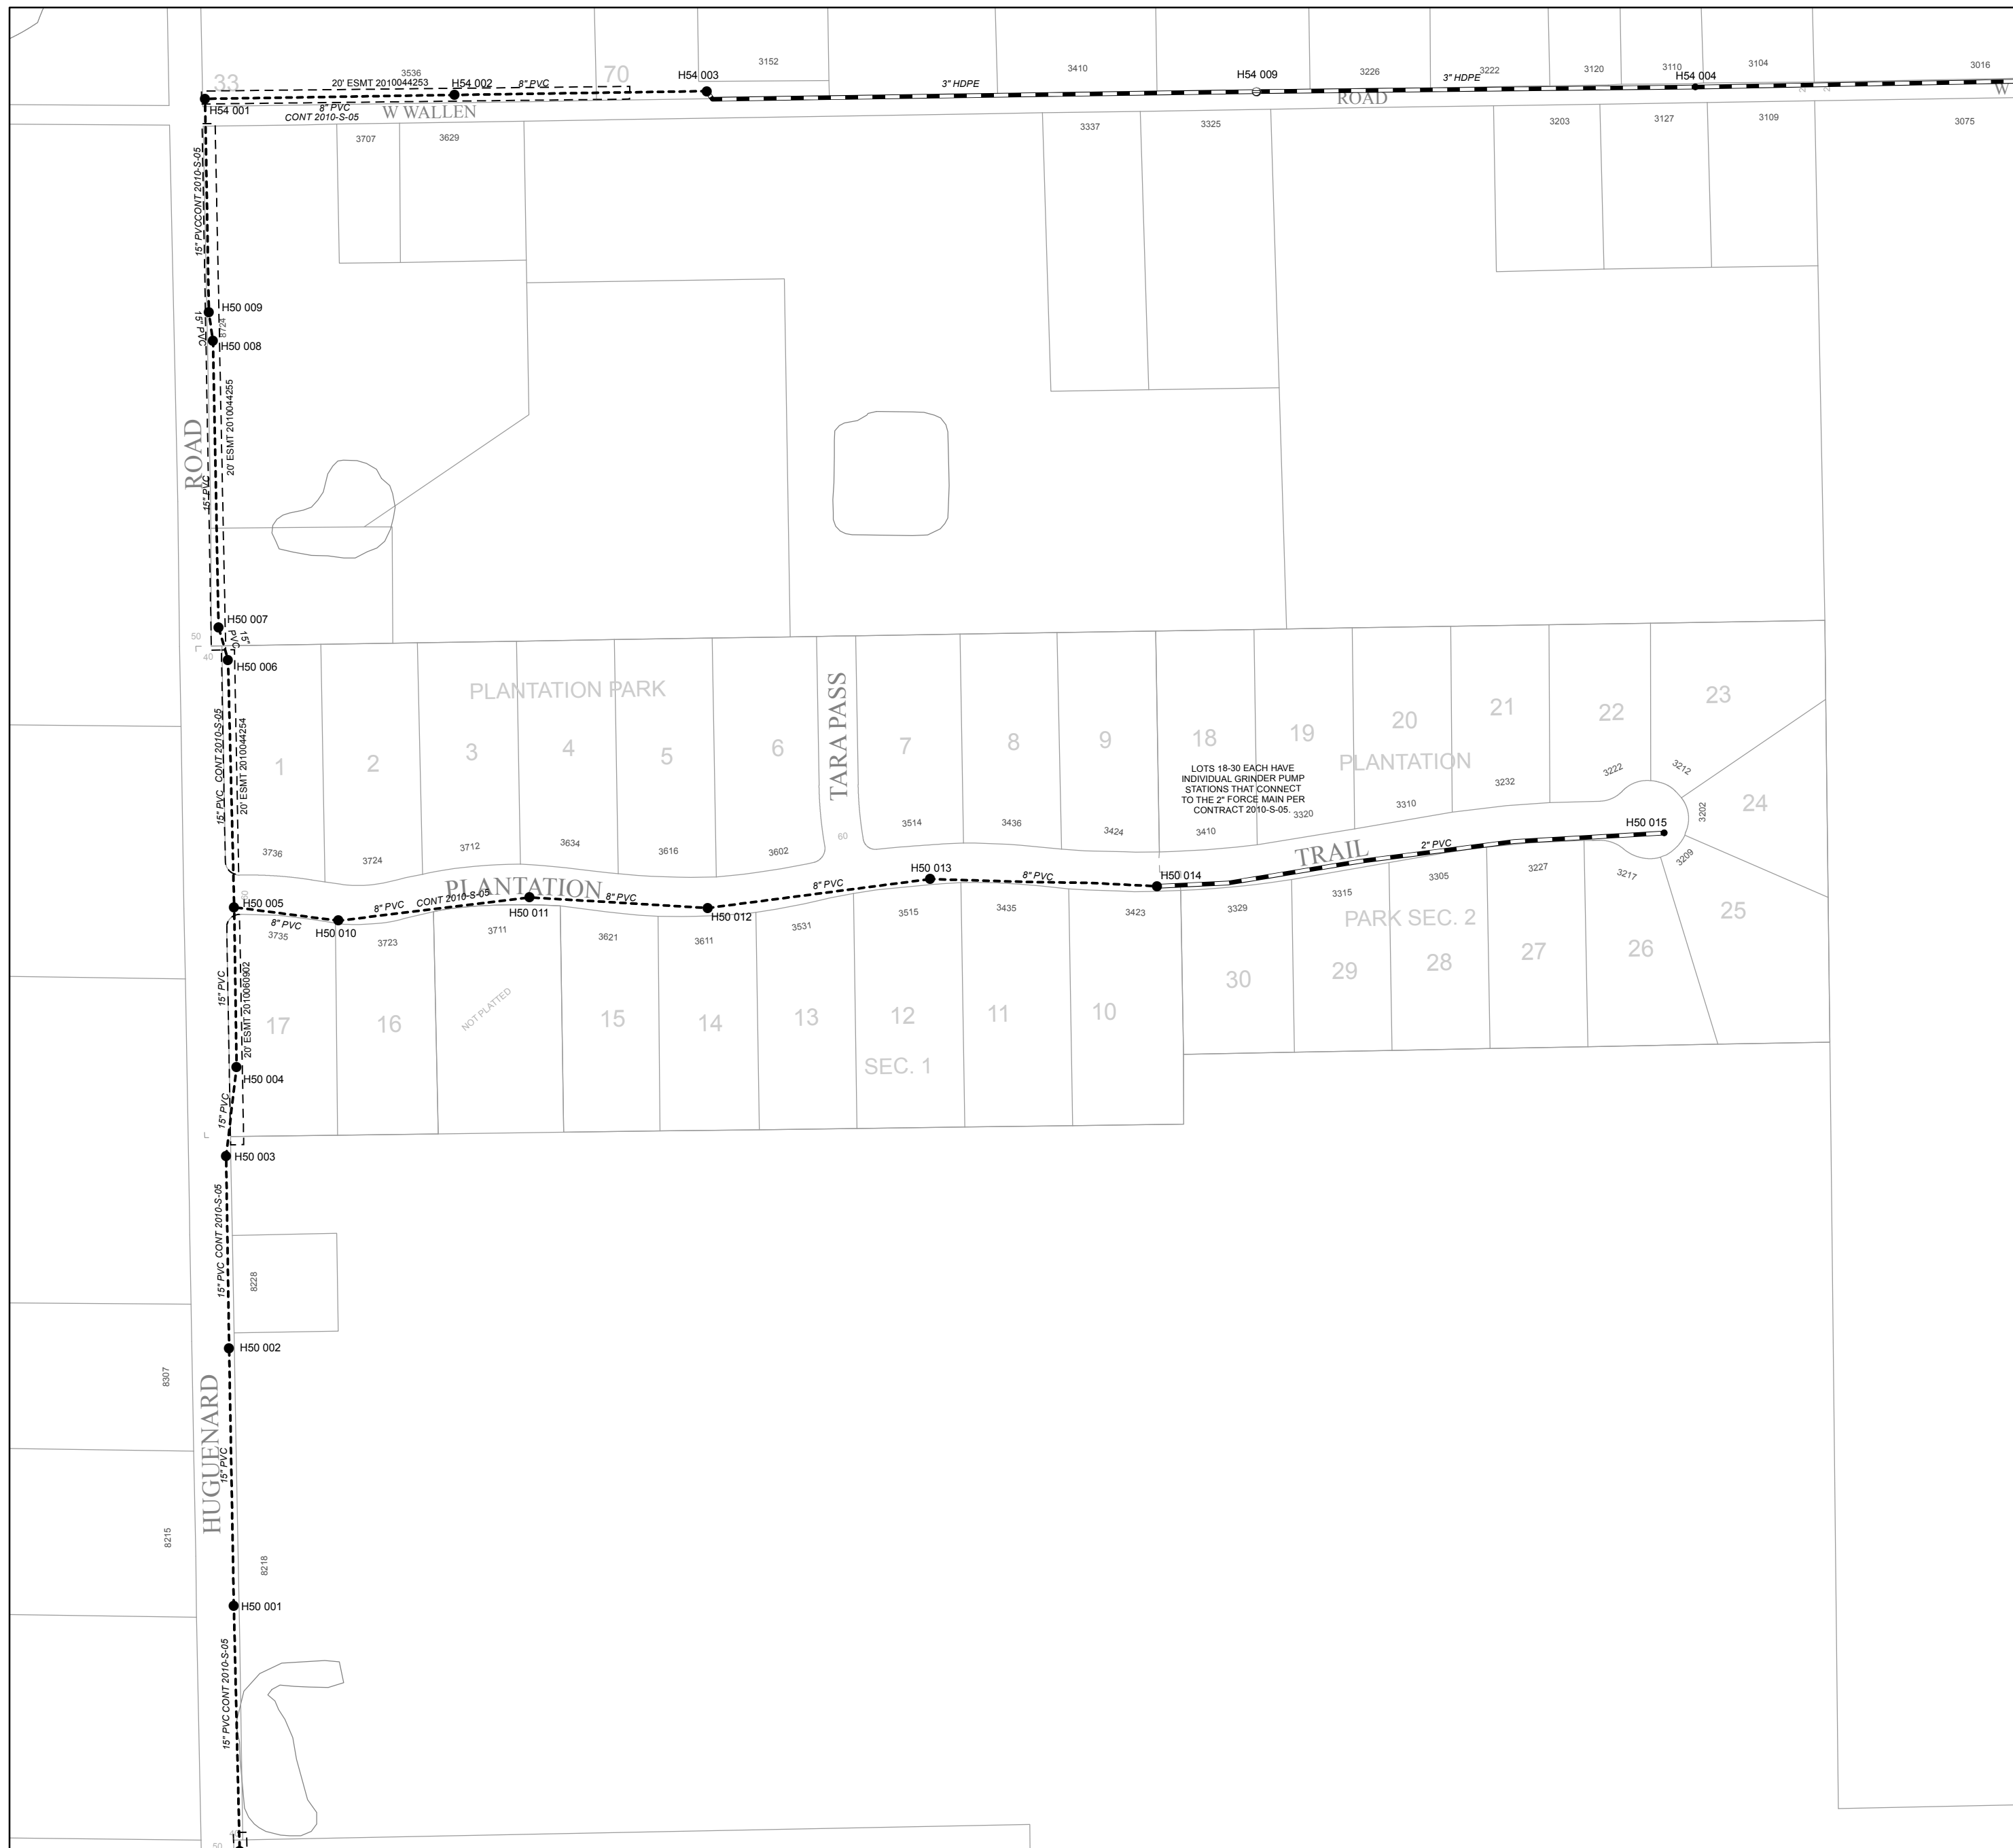 33
3536
20' ESMT 2010044253
H54 002
8" PVC
70
H54 003
3152
3" HDPE
3410
H54 009
3226
3" HDPE
3222
3120
3110
H54 004
3104
3016
H54 001
8" PVC
CONT 2010-S-05
W WALLEN
ROAD
W
3707
3629
3337
3325
3203
3127
3109
3075
15" PVC CONT 2010-S-05
H50 009
15" PVC
3724
H50 008
20' ESMT 2010044255
ROAD
15" PVC
H50 007
50
15"
PVC
40
H50 006
PLANTATION PARK
TARA PASS
15" PVC CONT 2010-S-05
20' ESMT 2010044254
1
2
3
4
5
6
7
8
9
18
19
20
21
22
23
24
LOTS 18-30 EACH HAVE
INDIVIDUAL GRINDER PUMP
STATIONS THAT CONNECT
TO THE 2" FORCE MAIN PER
CONTRACT 2010-S-05.
PLANTATION
3736
3724
3712
3634
3616
3602
60
3514
3436
3424
3410
3320
3310
3232
3222
3212
3202
H50 015
3209
3217
3227
3305
3315
3329
2" PVC
TRAIL
H50 014
8" PVC
H50 013
8" PVC
H50 012
8" PVC
PLANTATION
H50 011
CONT 2010-S-05
8" PVC
H50 010
8" PVC
H50 005
3735
3723
3711
3621
3611
3531
3515
3435
3423
PARK SEC. 2
15" PVC
20' ESMT 2010060902
17
16
NOT PLATTED
15
14
13
12
11
10
30
29
28
27
26
25
SEC. 1
H50 004
15" PVC
H50 003
15" PVC CONT 2010-S-05
8228
H50 002
8307
HUGUENARD
15" PVC
8215
8218
H50 001
15" PVC CONT 2010-S-05
50